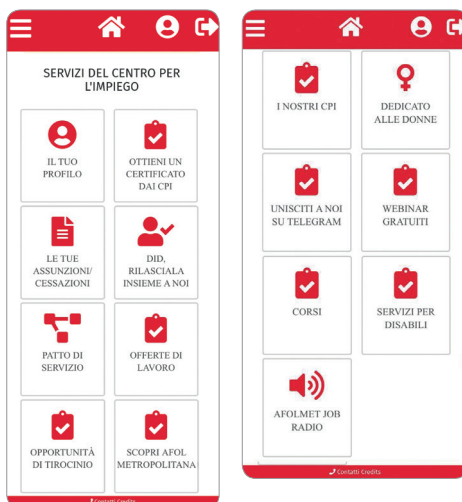 SERVIZI DEL CENTRO PER
L'IMPIEGO
IL TUO
PROFILO
OTTIENI UN
CERTIFICATO
DAI CPI
LE TUE
ASSUNZIONI/
CESSAZIONI
DID,
RILASCIALA
INSIEME A NOI
PATTO DI
SERVIZIO
OFFERTE DI
LAVORO
OPPORTUNITÀ
DI TIROCINIO
SCOPRI AFOL
METROPOLITANA
Contatti Credits
I NOSTRI CPI
DEDICATO
ALLE DONNE
UNISCITI A NOI
SU TELEGRAM
WEBINAR
GRATUITI
CORSI
SERVIZI PER
DISABILI
AFOLMET JOB
RADIO
Contatti Credits